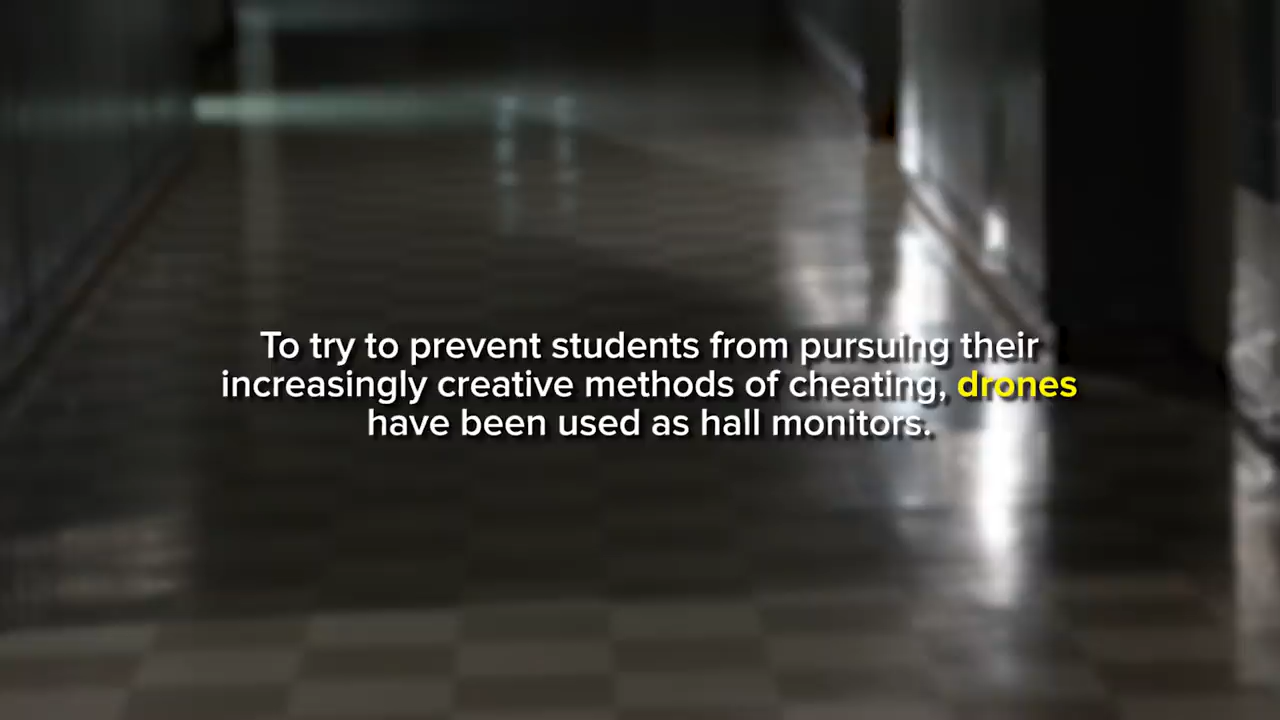 To try to prevent students from pursuing their
increasingly creative methods of cheating, drones
have been used as hall monitors.